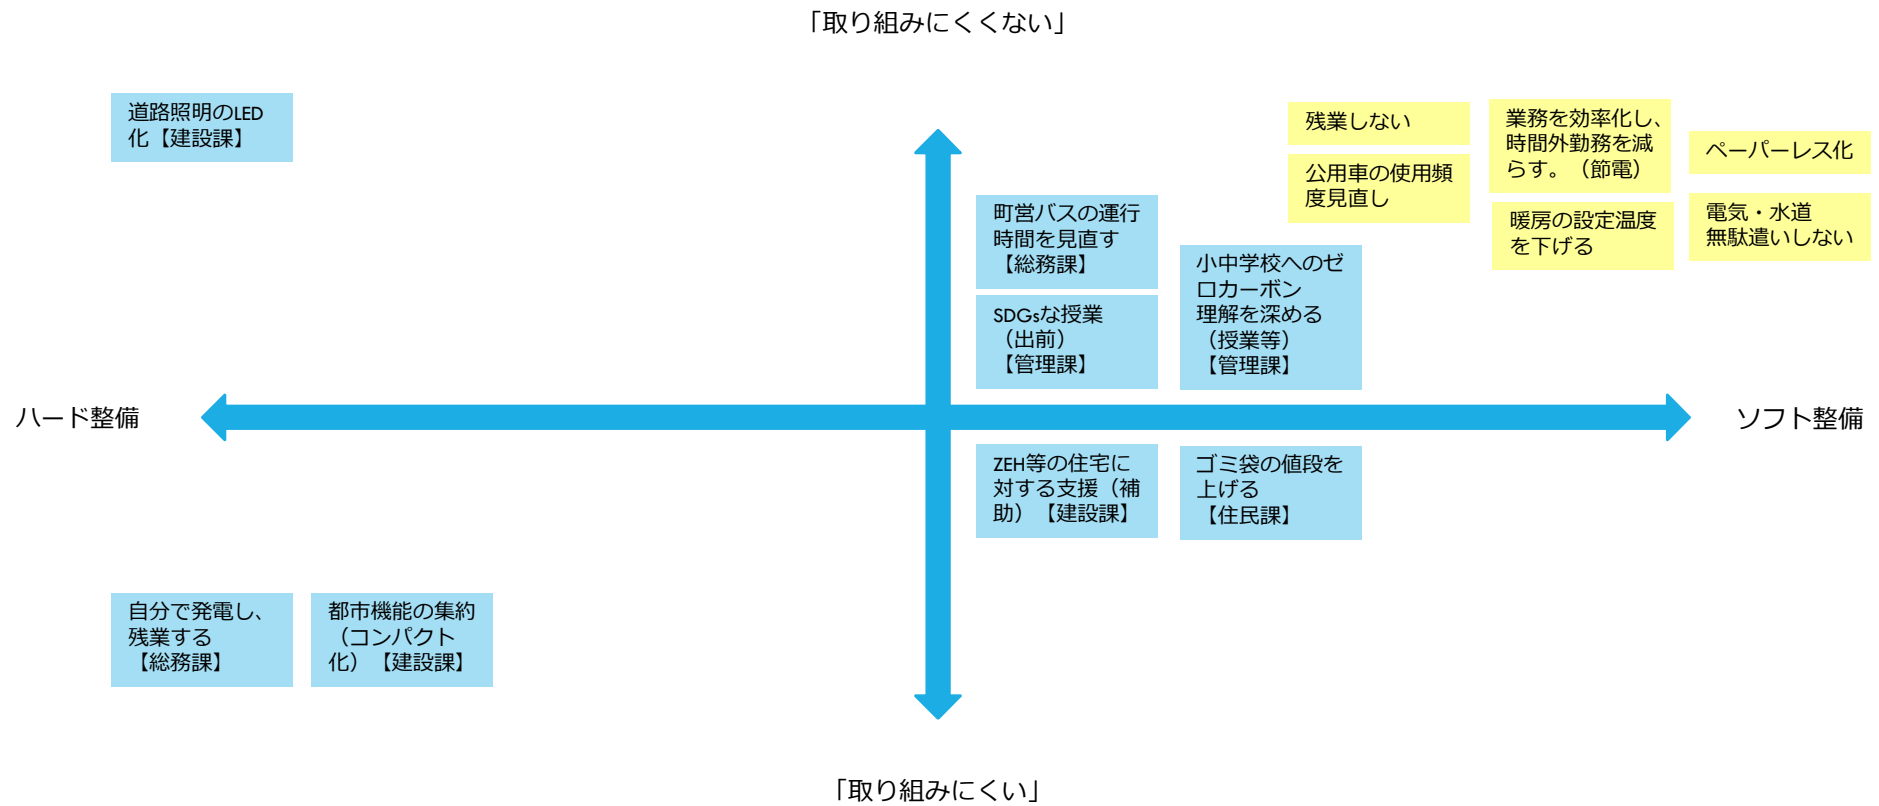 「取り組みにくくない」
道路照明のLED
化【建設課】
残業しない
公用車の使用頻
度見直し
業務を効率化し、
時間外勤務を減
らす。（節電）
暖房の設定温度
を下げる
ペーパーレス化
電気・水道
無駄遣いしない
町営バスの運行
時間を見直す
【総務課】
SDGsな授業
（出前）
【管理課】
小中学校へのゼ
ロカーボン
理解を深める
（授業等）
【管理課】
ハード整備
ソフト整備
ZEH等の住宅に
対する支援（補
助）【建設課】
ゴミ袋の値段を
上げる
【住民課】
自分で発電し、
残業する
【総務課】
都市機能の集約
（コンパクト
化）【建設課】
「取り組みにくい」